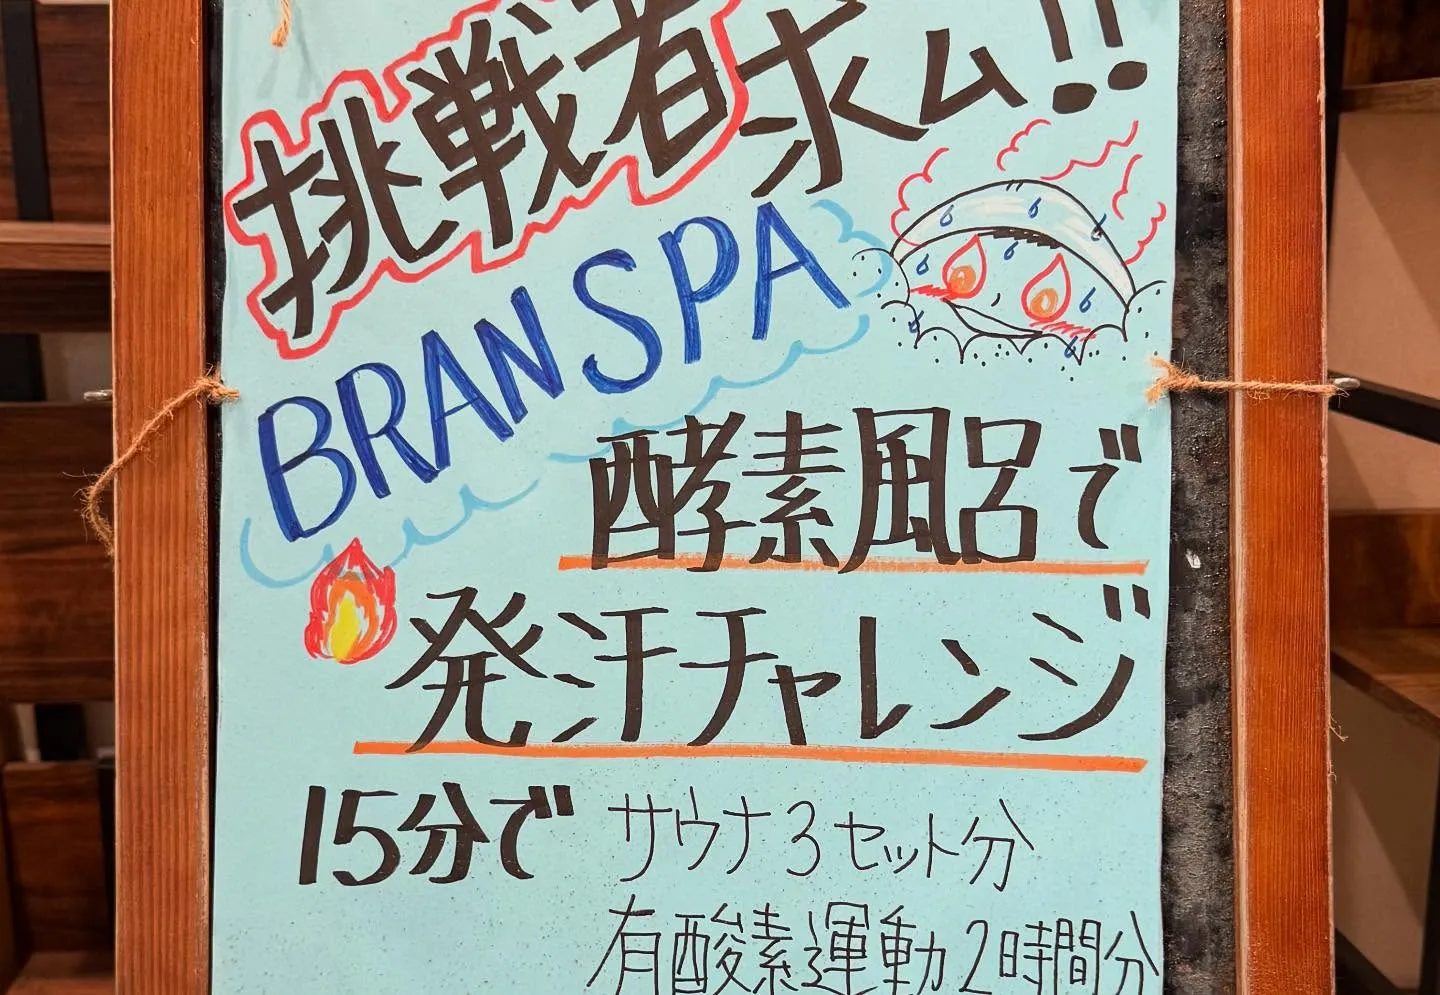 挑戦者求ム!!
BRAN SPA
酵素風呂で
発汗チャレンジ
15分で サウナ3セット分
有酸素運動2時間分